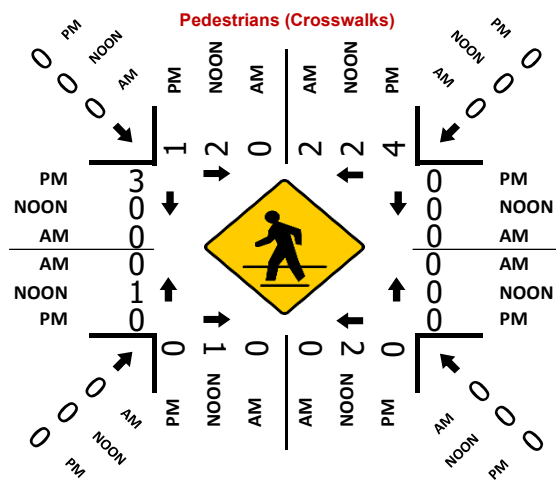 Pedestrians (Crosswalks)
0 PM
0 NOON
0 AM
PM NOON AM AM NOON PM
PM 0
NOON 0
AM 0
1 2 0 2 2 4
PM 3 0 PM
NOON 0 0 NOON
AM 0 0 AM
AM 0 0 AM
NOON 1 0 NOON
PM 0 0 PM
0 1 0 0 2 0
PM NOON AM AM NOON PM
0 AM
0 NOON
0 PM
AM 0
NOON 0
PM 0